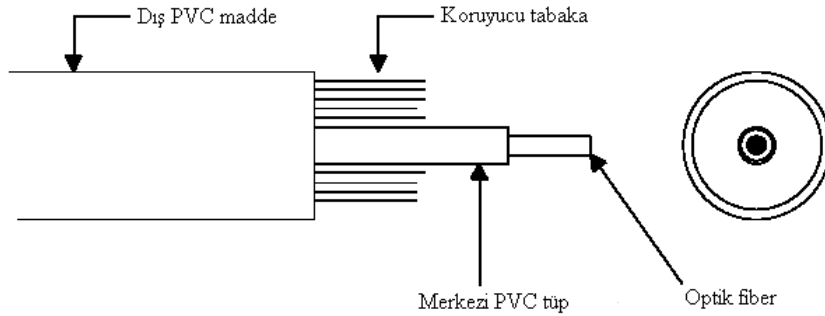 Dış PVC madde
Koruyucu tabaka
Merkezi PVC tüp
Optik fiber